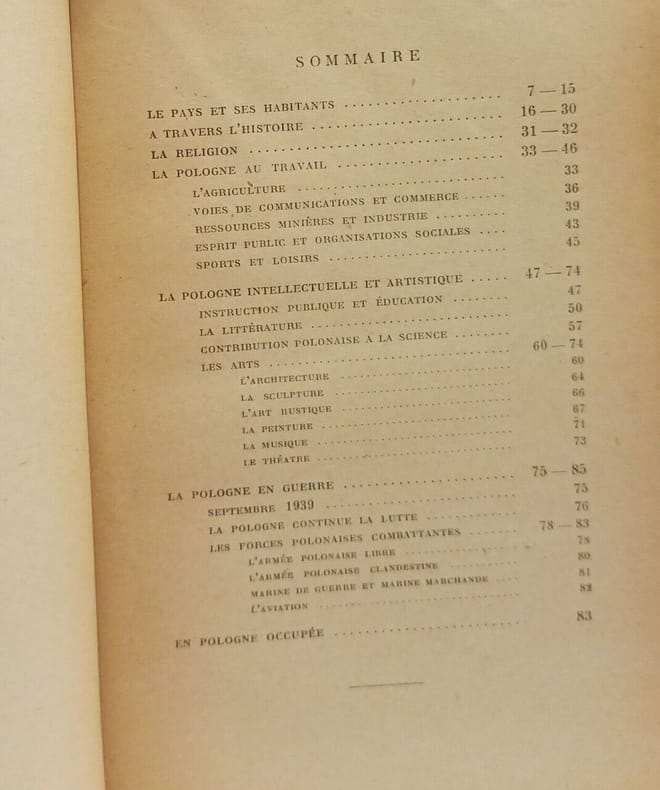 SOMMAIRE
LE PAYS ET SES HABITANTS .................... 7 — 15
A TRAVERS L'HISTOIRE ........................ 16 — 30
LA RELIGION ................................. 31 — 32
LA POLOGNE AU TRAVAIL ....................... 33 — 46
L'AGRICULTURE ........................ 33
VOIES DE COMMUNICATIONS ET COMMERCE ...... 36
RESSOURCES MINIÈRES ET INDUSTRIE .......... 39
ESPRIT PUBLIC ET ORGANISATIONS SOCIALES .... 43
SPORTS ET LOISIRS ........................ 45
LA POLOGNE INTELLECTUELLE ET ARTISTIQUE ..... 47 — 74
INSTRUCTION PUBLIQUE ET ÉDUCATION ........ 47
LA LITTÉRATURE ........................ 50
CONTRIBUTION POLONAISE A LA SCIENCE ........ 57
LES ARTS .............................. 60 — 74
L'ARCHITECTURE ..................... 60
LA SCULPTURE ...................... 64
L'ART RUSTIQUE ..................... 66
LA PEINTURE ....................... 67
LA MUSIQUE ........................ 71
LE THÉATRE ........................ 73
LA POLOGNE EN GUERRE ...................... 75 — 85
SEPTEMBRE 1939 ........................ 75
LA POLOGNE CONTINUE LA LUTTE ............ 76
LES FORCES POLONAISES COMBATTANTES ....... 78 — 83
L'ARMÉE POLONAISE LIBRE ............... 78
L'ARMÉE POLONAISE CLANDESTINE .......... 80
MARINE DE GUERRE ET MARINE MARCHANDE .... 81
L'AVIATION .......................... 82
EN POLOGNE OCCUPÉE ........................ 83